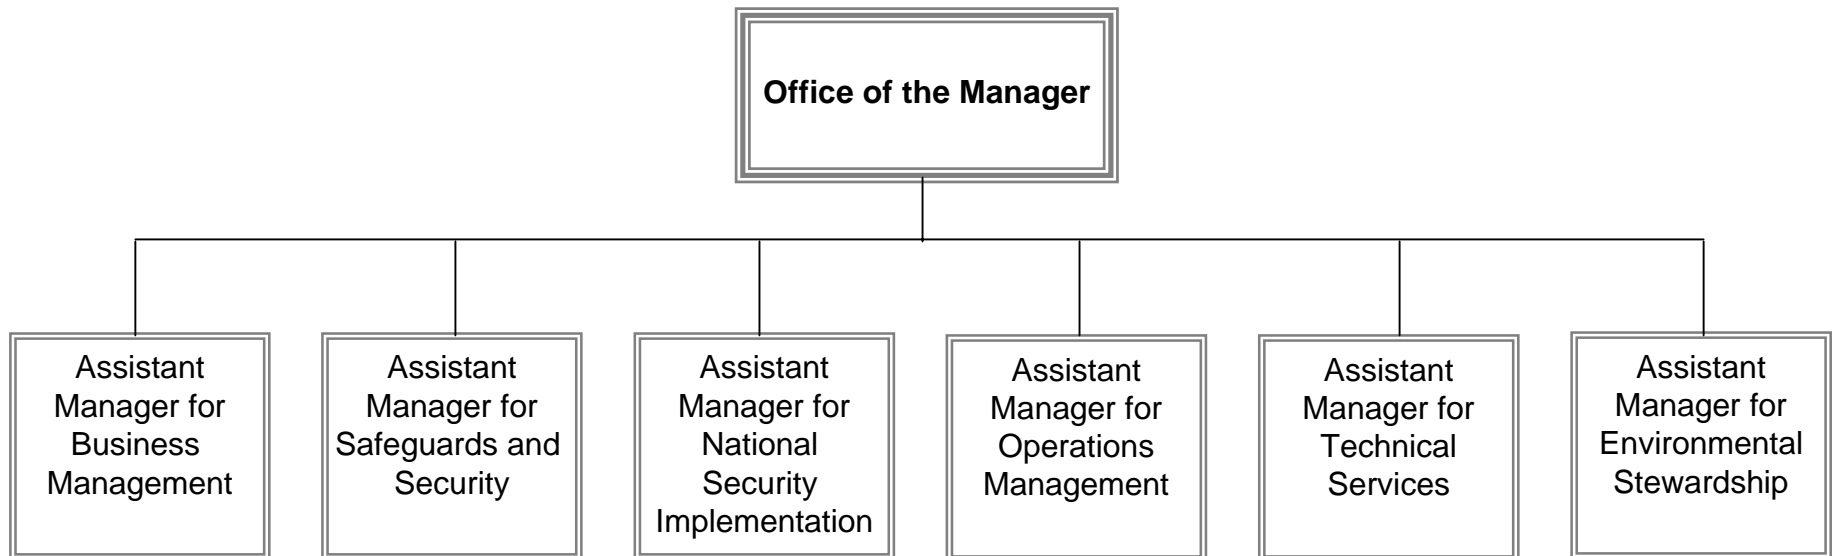 Office of the Manager
Assistant
Manager for
Business
Management
Assistant
Manager for
Safeguards and
Security
Assistant
Manager for
National
Security
Implementation
Assistant
Manager for
Operations
Management
Assistant
Manager for
Technical
Services
Assistant
Manager for
Environmental
Stewardship